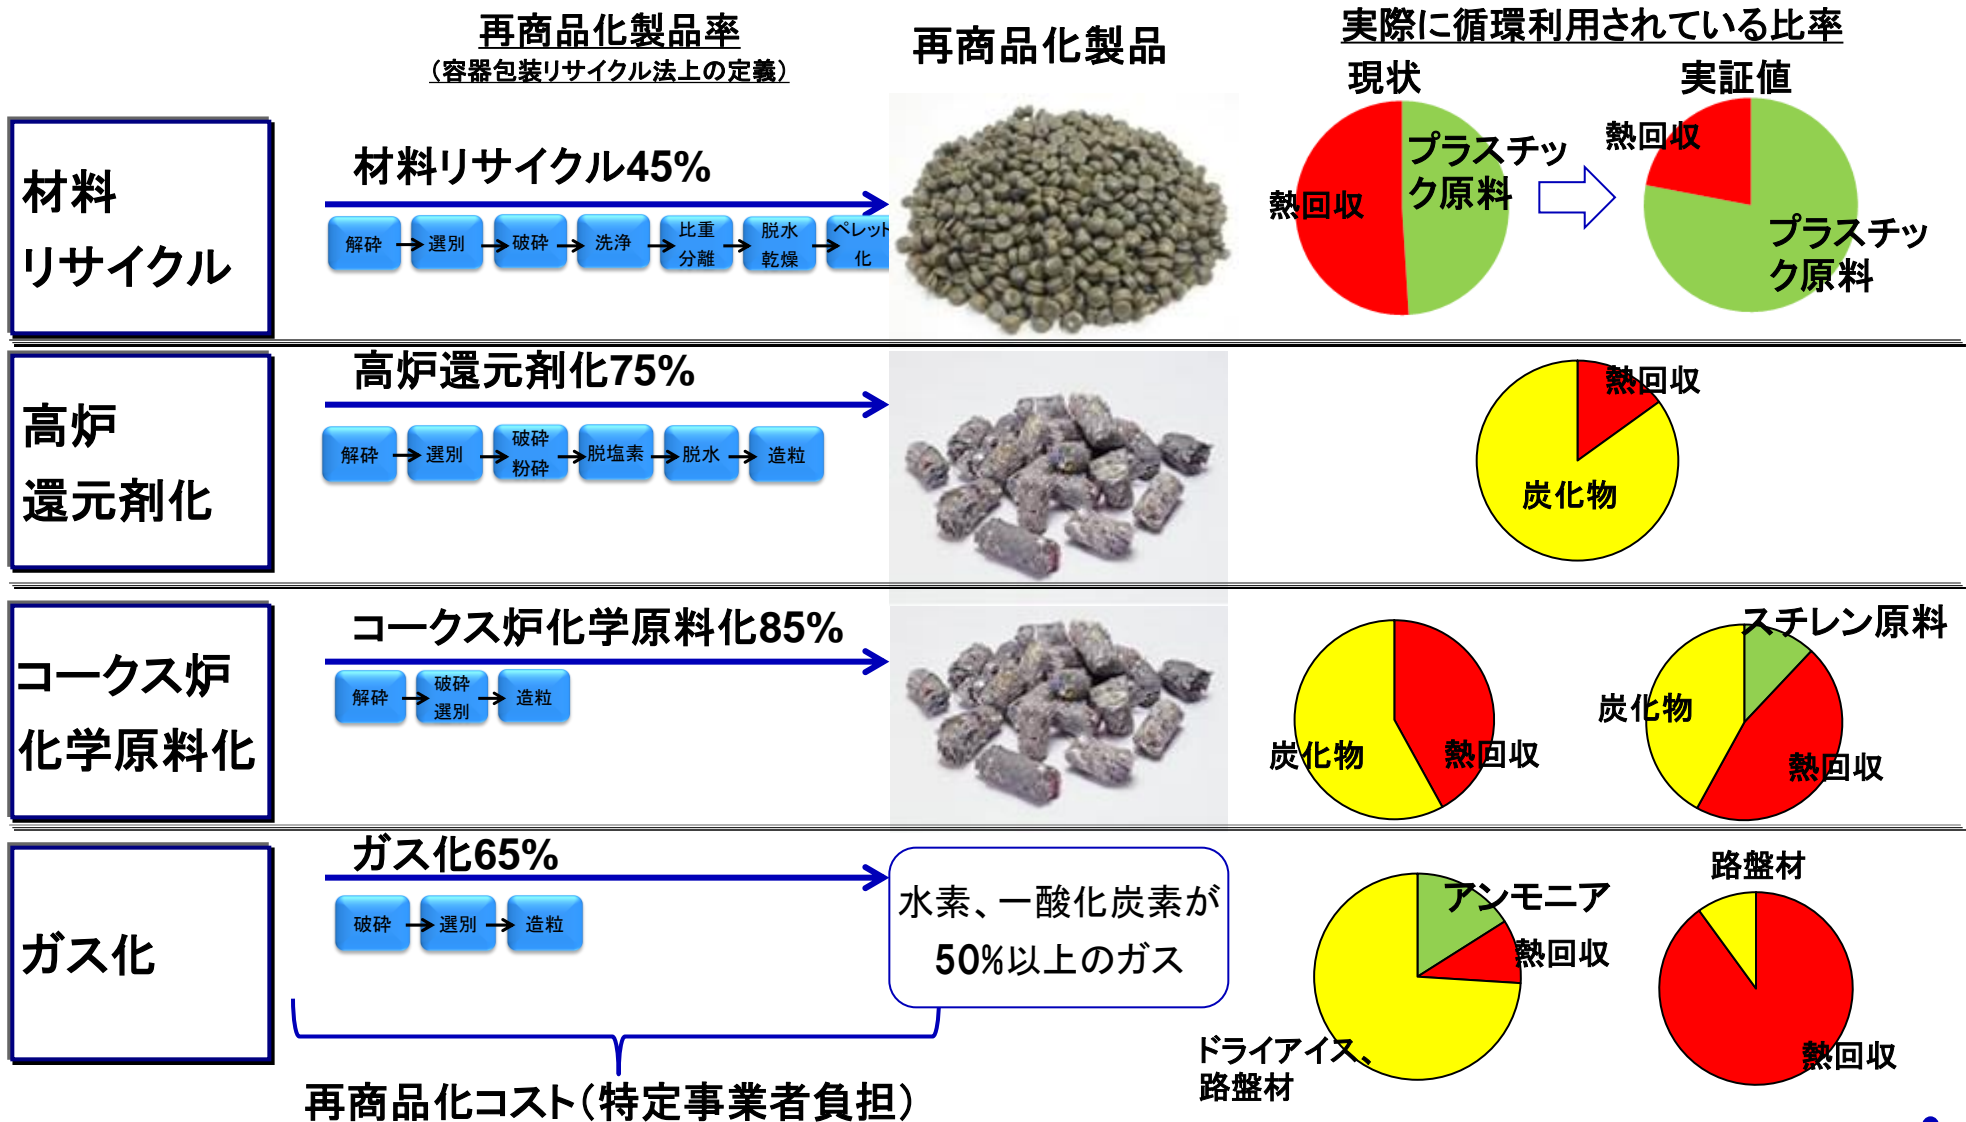 再商品化製品率
（容器包装リサイクル法上の定義）
再商品化製品
実際に循環利用されている比率
現状
実証値
材料
リサイクル
材料リサイクル45%
解砕
選別
破砕
洗浄
比重
分離
脱水
乾燥
ペレット
化
熱回収
プラスチッ
ク原料
熱回収
プラスチッ
ク原料
高炉
還元剤化
高炉還元剤化75%
解砕
選別
破砕
粉砕
脱塩素
脱水
造粒
熱回収
炭化物
コークス炉
化学原料化
コークス炉化学原料化85%
解砕
破砕
選別
造粒
炭化物
熱回収
スチレン原料
炭化物
熱回収
ガス化
ガス化65%
破砕
選別
造粒
水素、一酸化炭素が
50%以上のガス
アンモニア
熱回収
ドライアイス、
路盤材
路盤材
熱回収
再商品化コスト（特定事業者負担）